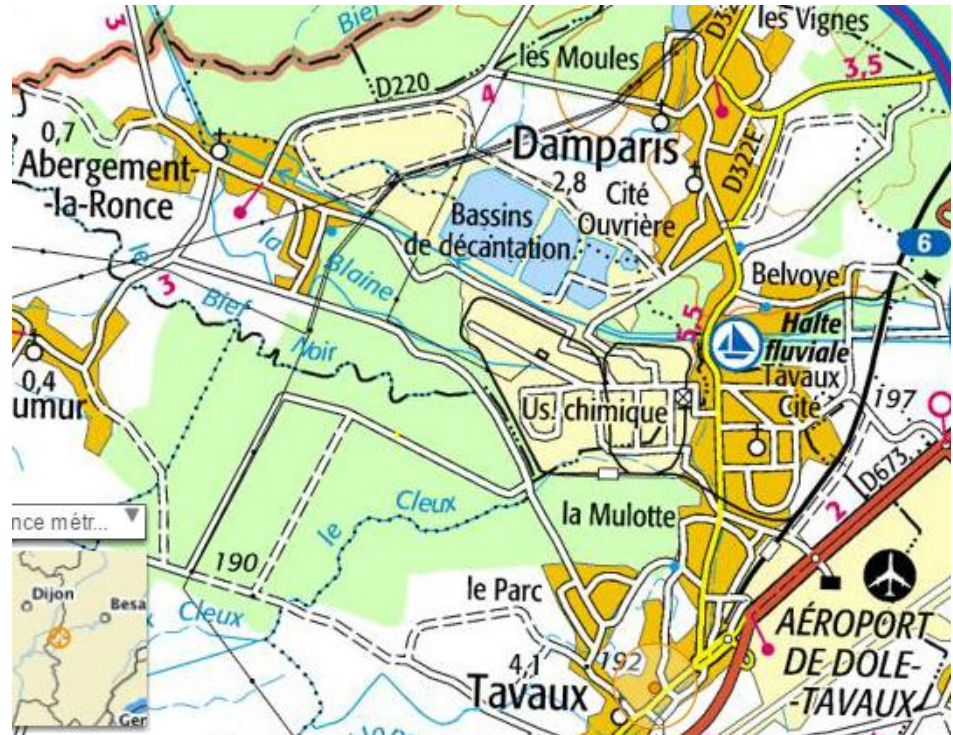 3
Bief
D32
les Vignes
les Moules
3,5
D220
4
0,7
Damparis
D322E
Abergement-
-la-Ronce
2,8
Cité
Ouvrière
Bassins
de décantation
la
Blaine
le
3
Bief
Noir
6
Belvoye
5,5
Halte
fluviale
Tavaux
Cité
197
0,4
umur
Us. chimique
D673
Cleux
le
la Mulotte
2
nce métr...
190
Dijon
Besa
Cleux
le Parc
AÉROPORT
DE DOLE-
-TAVAUX
4,1
192
Tavaux
Ger